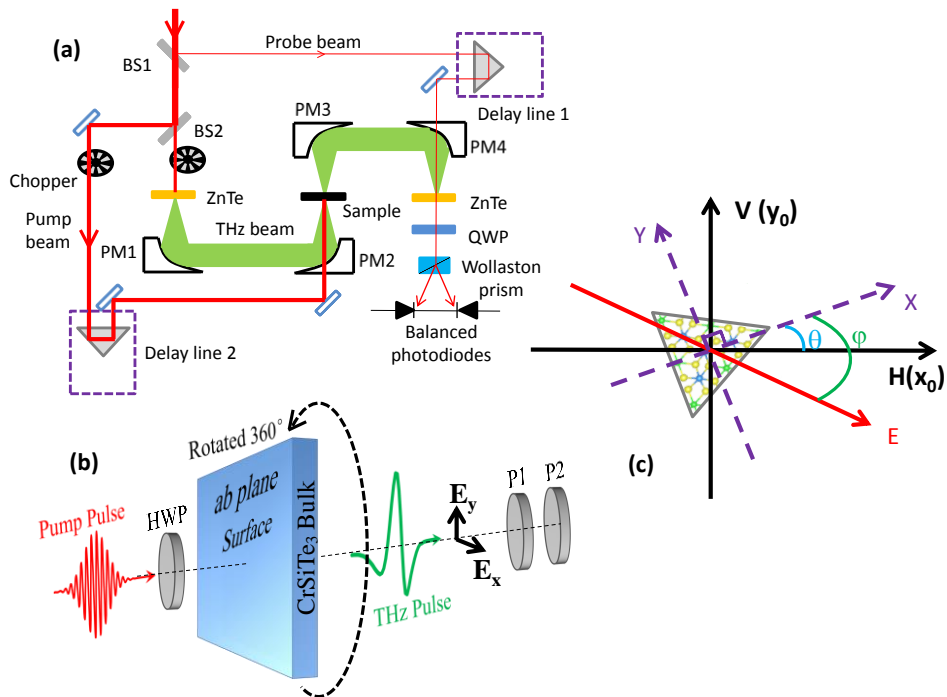 (a)
Probe beam
BS1
Delay line 1
PM3
PM4
BS2
Chopper
ZnTe
Sample
ZnTe
Pump
beam
THz beam
QWP
PM1
PM2
Wollaston
prism
Delay line 2
Balanced
photodiodes
V (y₀)
Y
X
θ
φ
H(x₀)
E
(c)
(b)
Rotated 360°
Pump Pulse
HWP
ab plane
Surface
CrSiTe₃ Bulk
THz Pulse
E_y
E_x
P1
P2